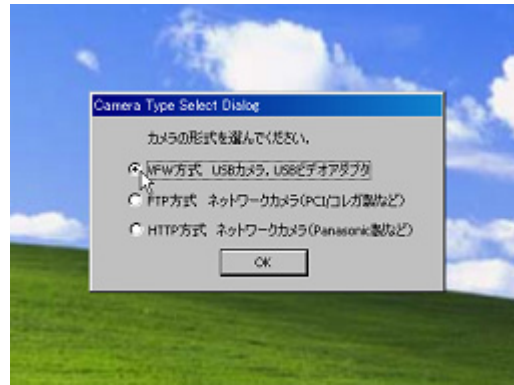 Camera Type Select Dialog
カメラの形式を選んでください。
VFW方式 USBカメラ, USBビデオアダプタ
FTP方式 ネットワークカメラ(PCI/コレガ製など)
HTTP方式 ネットワークカメラ(Panasonic製など)
OK